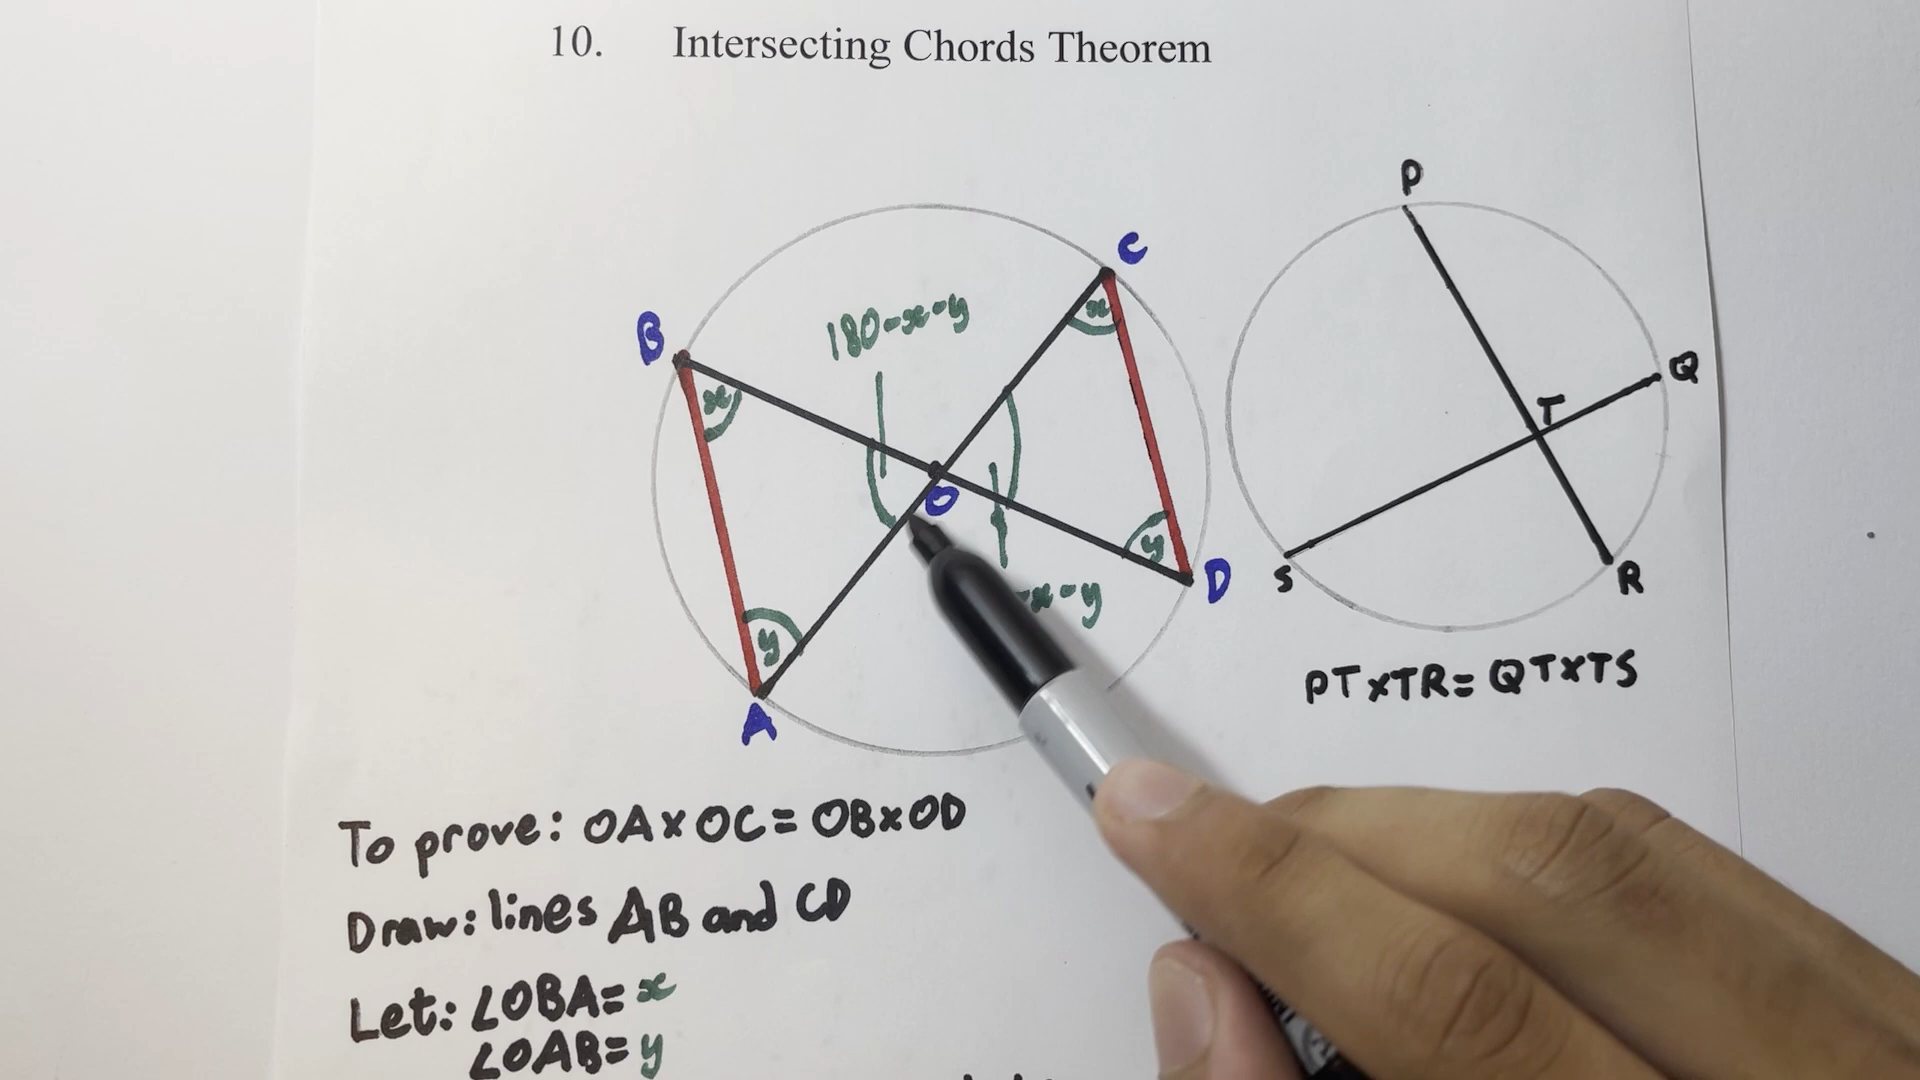 10. Intersecting Chords Theorem
P
C
180-x-y
B
x
x
Q
T
O
y
D
S
R
-x-y
y
PT×TR=QT×TS
A
To prove: OA×OC=OB×OD
Draw: lines AB and CD
Let: ∠OBA=x
∠OAB=y